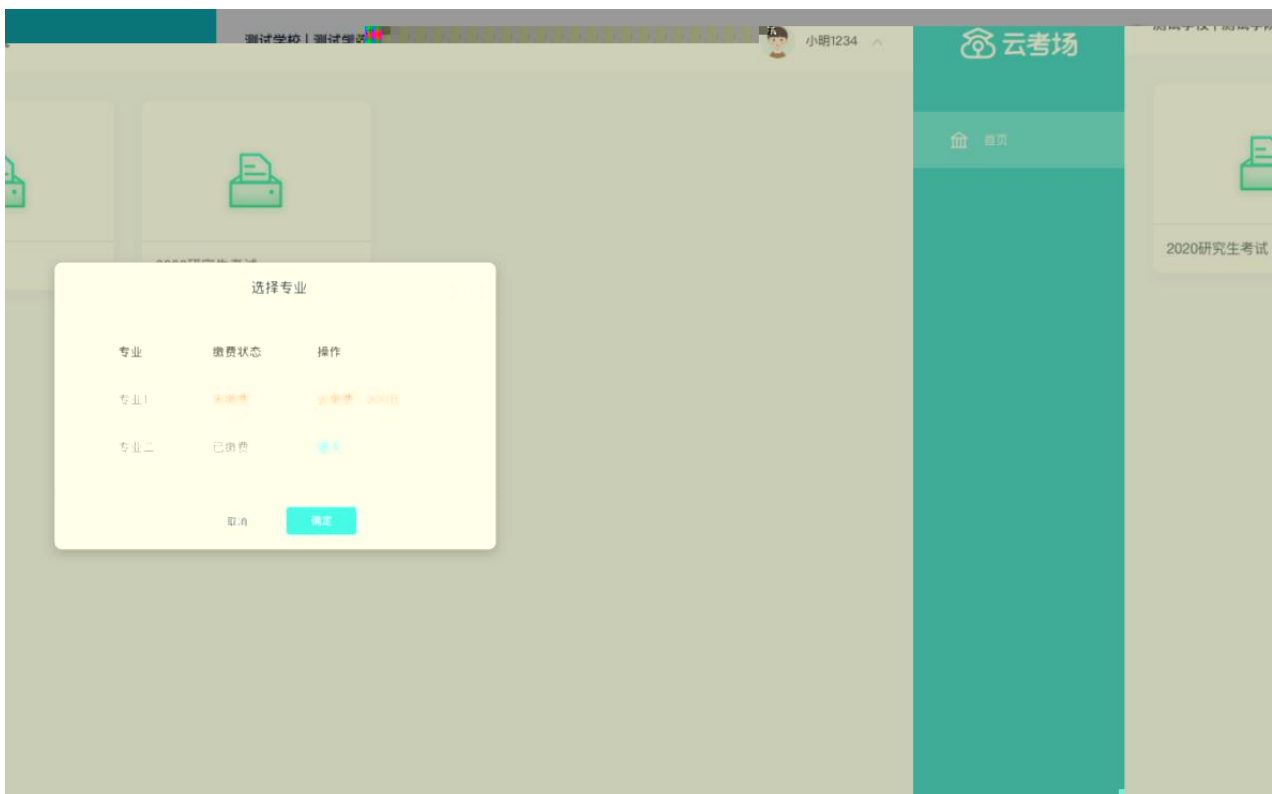 测试学校 | 测试学
小明1234
云考场
首页
2020研究生考试
选择专业
专业 缴费状态 操作
专业1 未缴费 去缴费
专业二 已缴费 进入
取消 确定